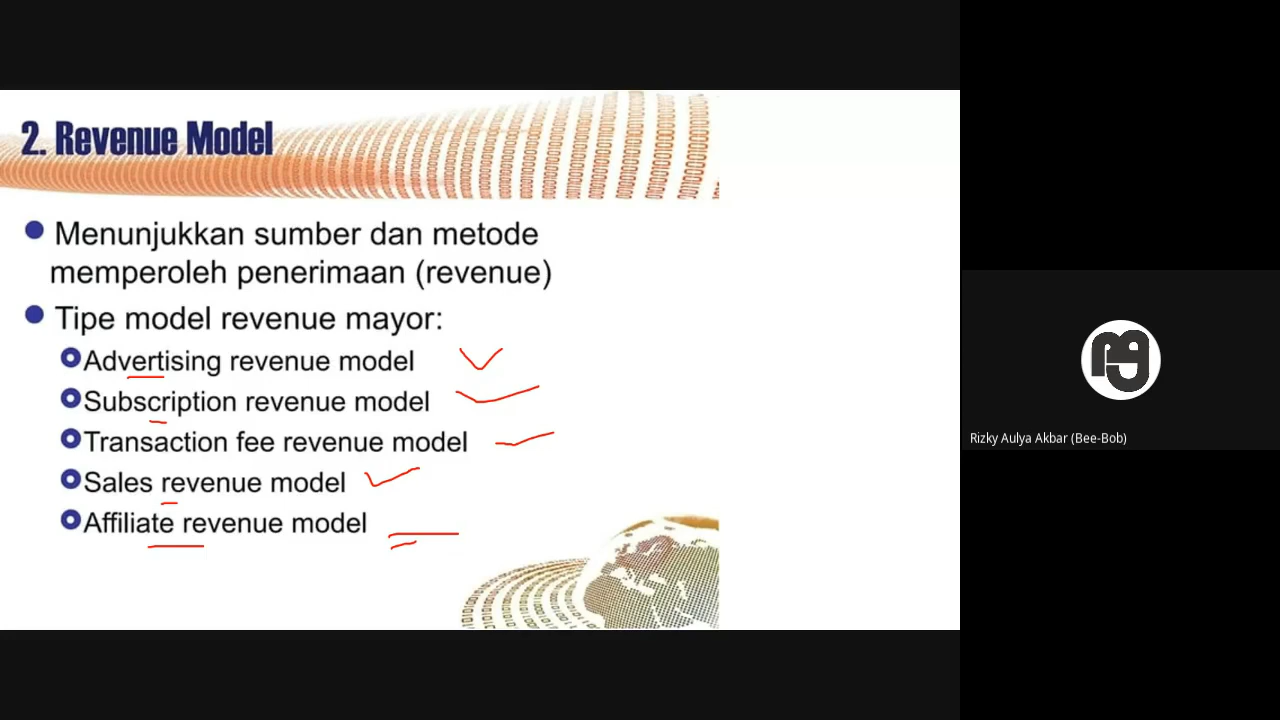 2. Revenue Model
Menunjukkan sumber dan metode
memperoleh penerimaan (revenue)
Tipe model revenue mayor:
Advertising revenue model
Subscription revenue model
Transaction fee revenue model
Sales revenue model
Affiliate revenue model
Rizky Aulya Akbar (Bee-Bob)